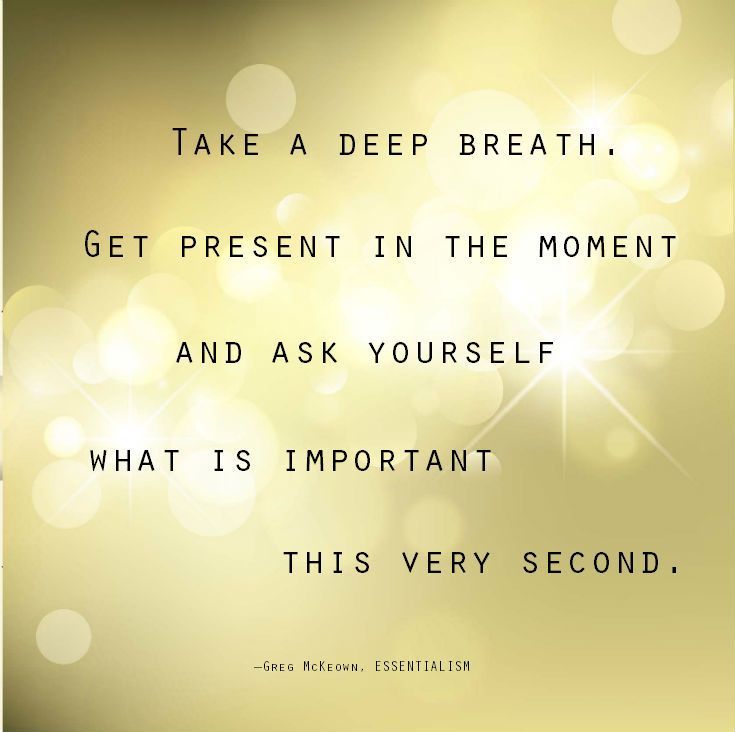 Take a deep breath.
Get present in the moment
and ask yourself
what is important
this very second.
—Greg McKeown, ESSENTIALISM